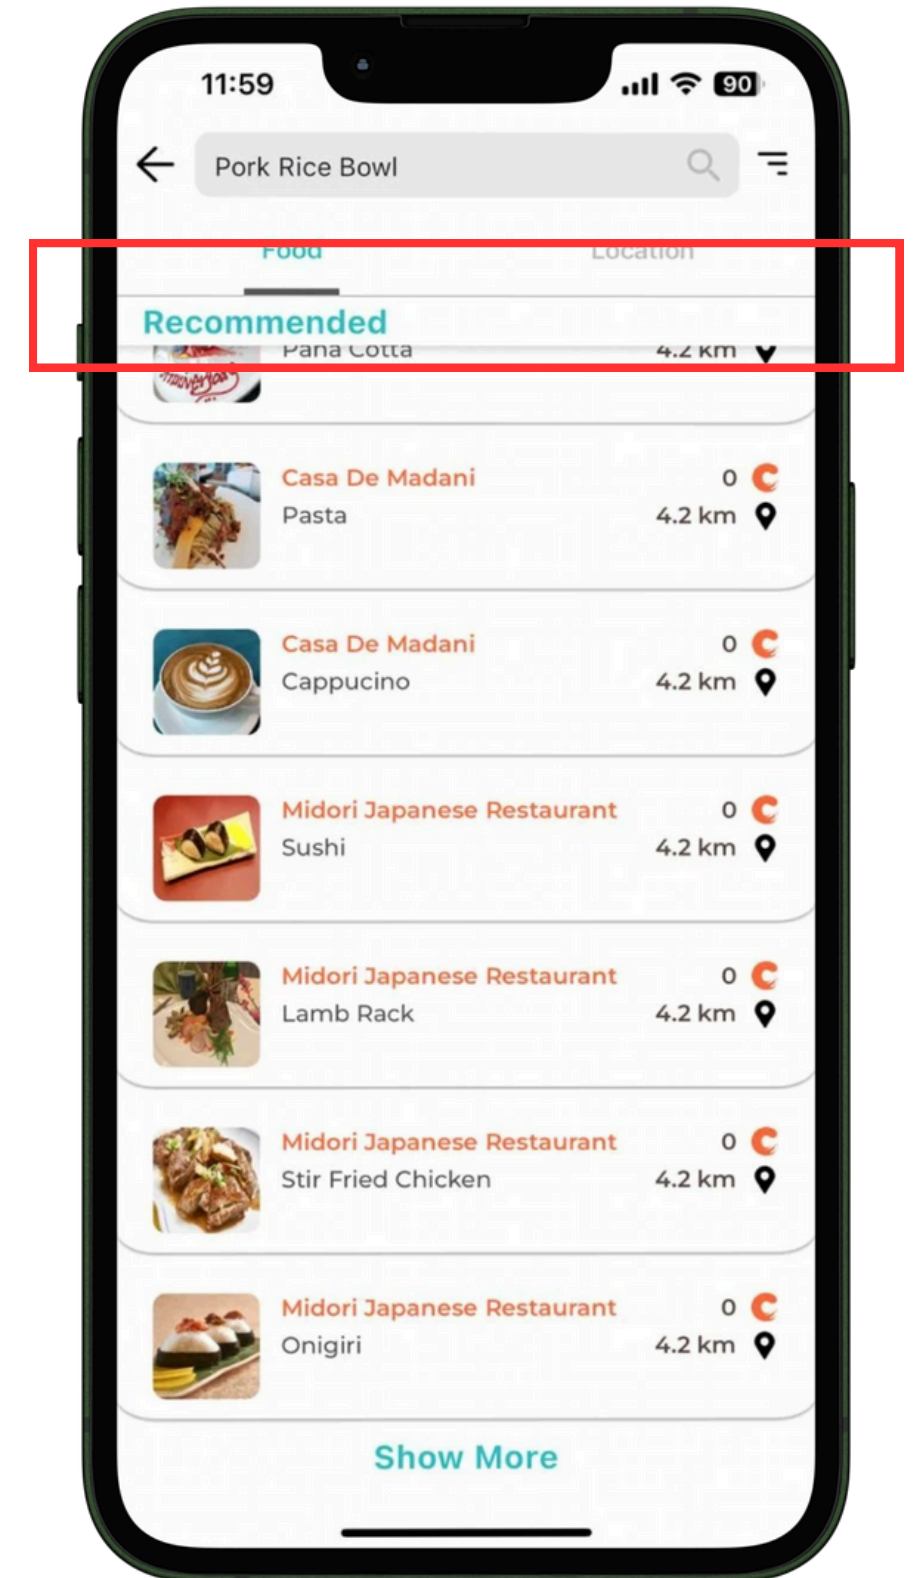 11:59
90
Pork Rice Bowl
Food
Location
Recommended
Pana Cotta
4.2 km
Casa De Madani
0
Pasta
4.2 km
Casa De Madani
0
Cappucino
4.2 km
Midori Japanese Restaurant
0
Sushi
4.2 km
Midori Japanese Restaurant
0
Lamb Rack
4.2 km
Midori Japanese Restaurant
0
Stir Fried Chicken
4.2 km
Midori Japanese Restaurant
0
Onigiri
4.2 km
Show More